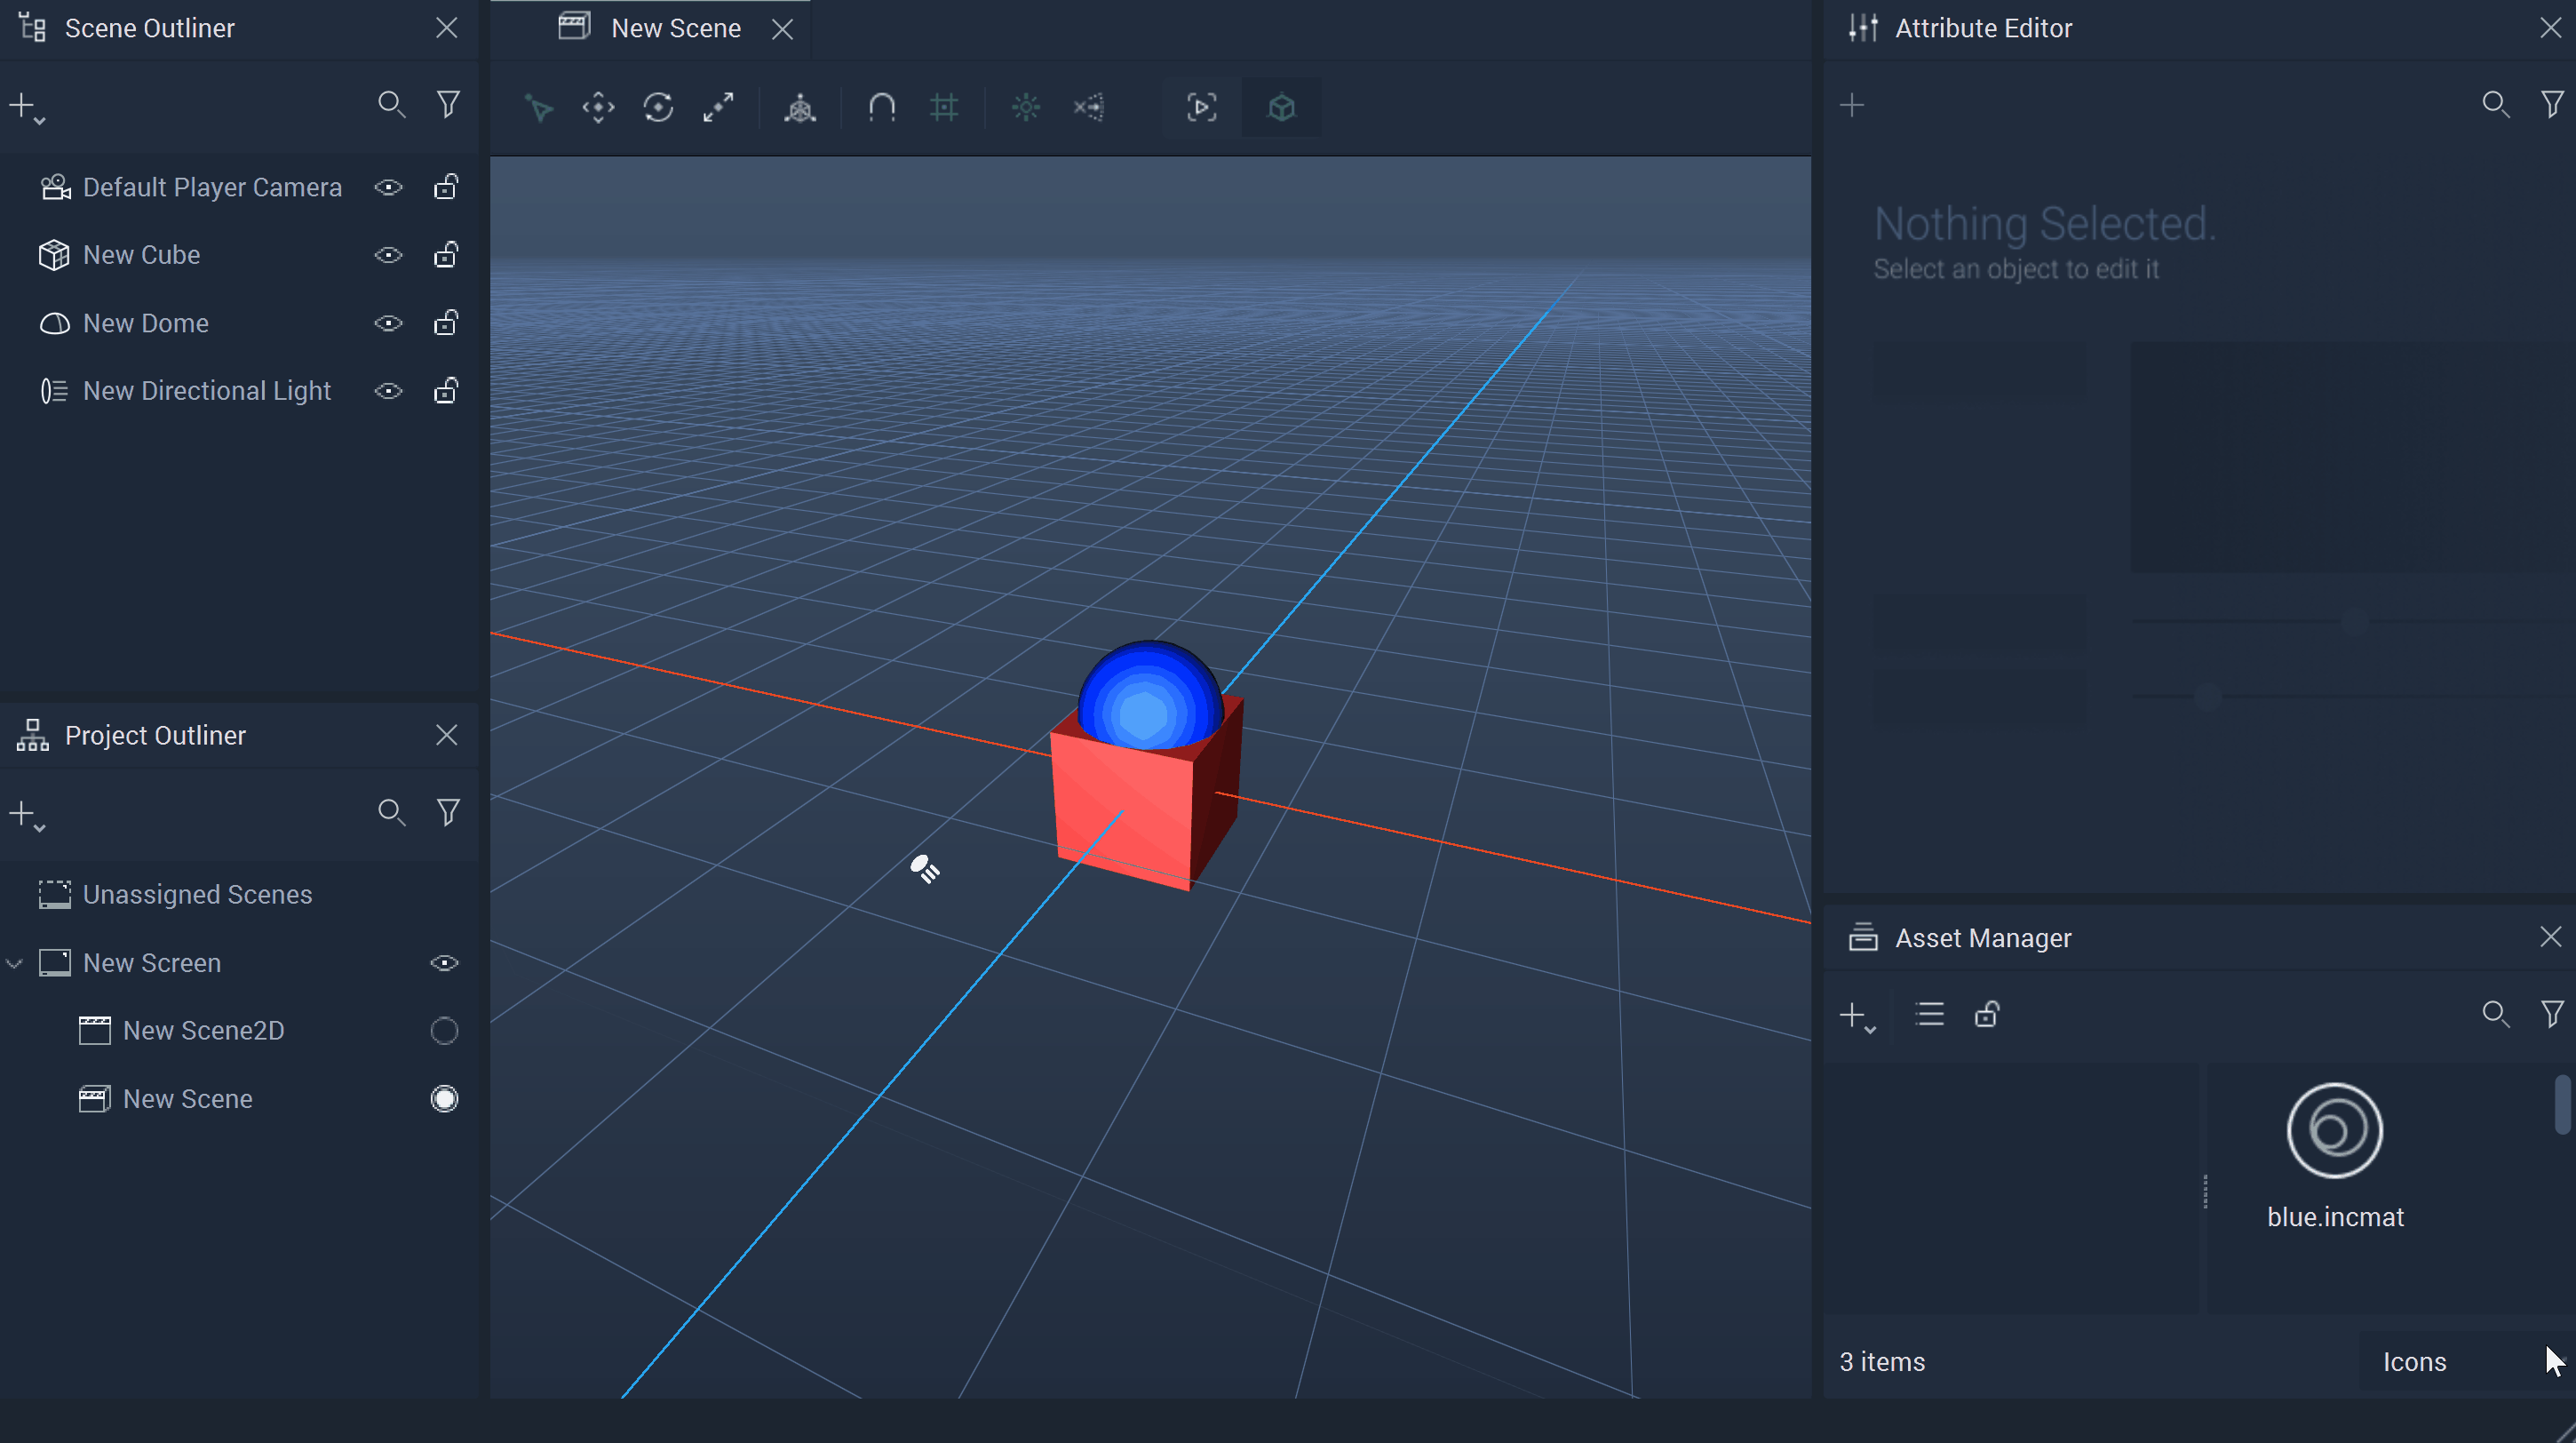 Scene Outliner
New Scene
Attribute Editor
Default Player Camera
New Cube
New Dome
New Directional Light
Nothing Selected.
Select an object to edit it
Project Outliner
Unassigned Scenes
New Screen
New Scene2D
New Scene
Asset Manager
blue.incmat
3 items
Icons